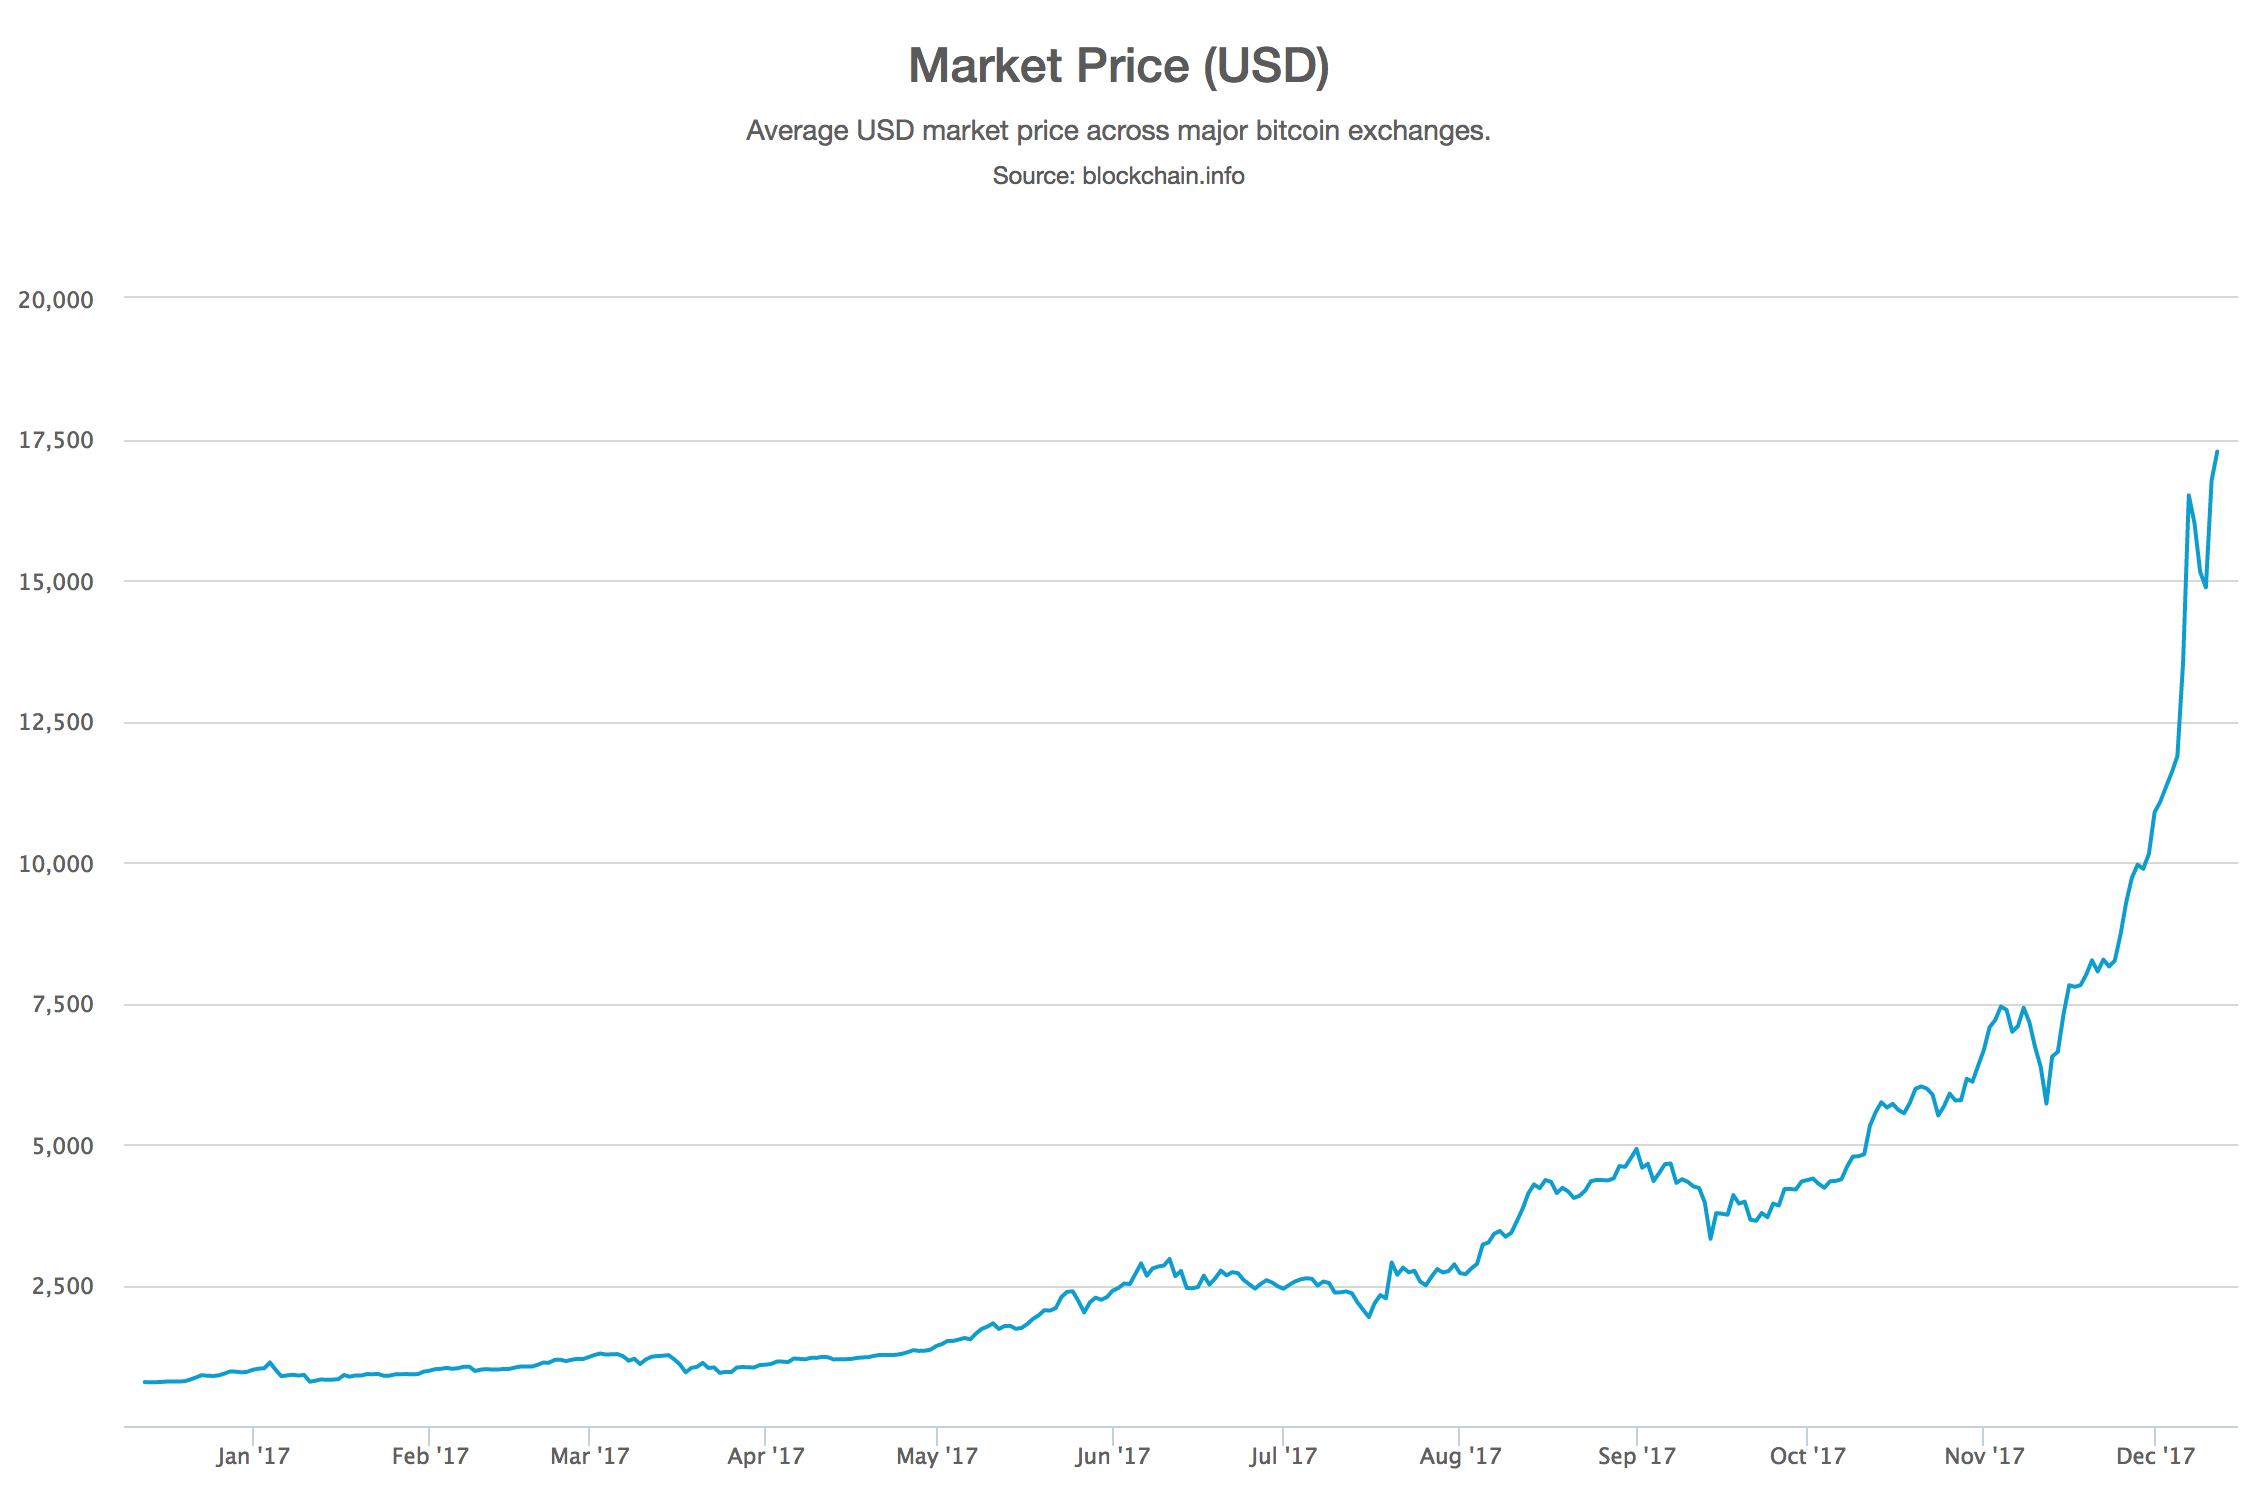 Market Price (USD)
Average USD market price across major bitcoin exchanges.
Source: blockchain.info
20,000
17,500
15,000
12,500
10,000
7,500
5,000
2,500
Jan '17 Feb '17 Mar '17 Apr '17 May '17 Jun '17 Jul '17 Aug '17 Sep '17 Oct '17 Nov '17 Dec '17